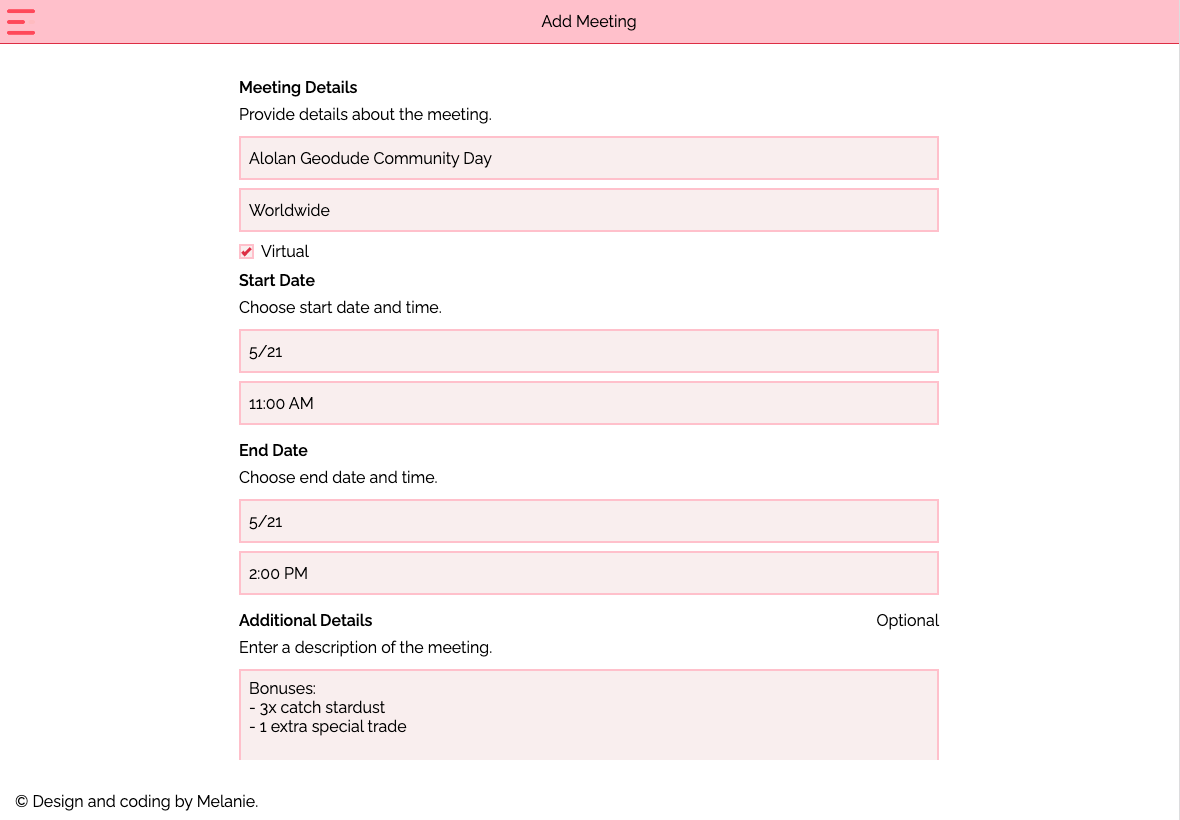 Add Meeting
Meeting Details
Provide details about the meeting.
Alolan Geodude Community Day
Worldwide
Virtual
Start Date
Choose start date and time.
5/21
11:00 AM
End Date
Choose end date and time.
5/21
2:00 PM
Additional Details Optional
Enter a description of the meeting.
Bonuses:
- 3x catch stardust
- 1 extra special trade
© Design and coding by Melanie.